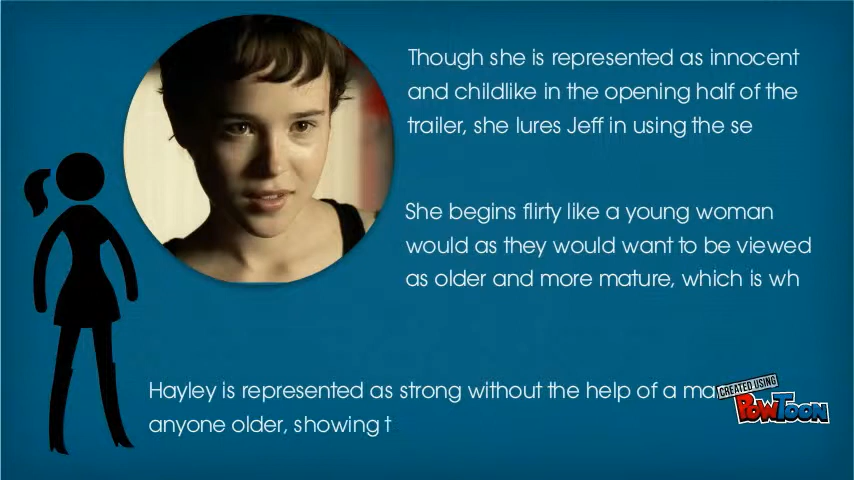 Though she is represented as innocent
and childlike in the opening half of the
trailer, she lures Jeff in using the se
She begins flirty like a young woman
would as they would want to be viewed
as older and more mature, which is wh
Hayley is represented as strong without the help of a ma
anyone older, showing t
CREATED USING
POWTOON